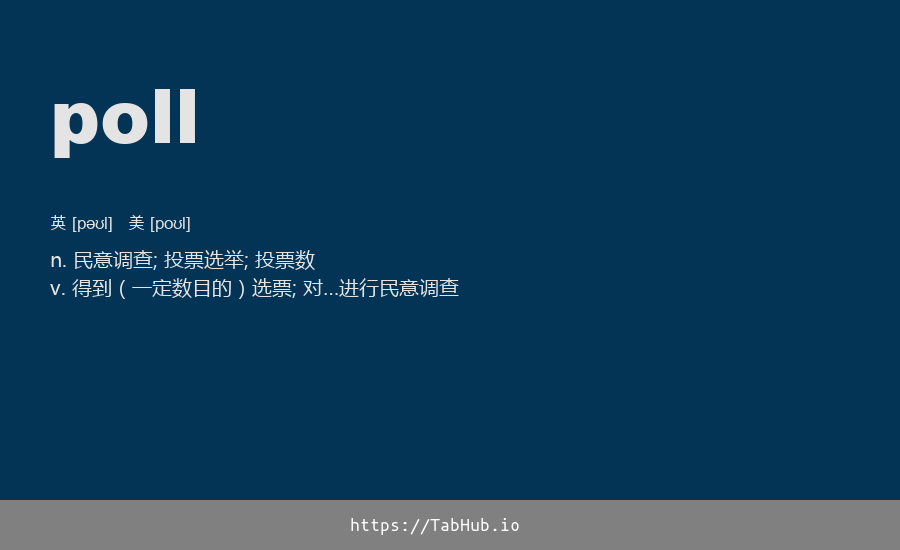 poll
英 [pəʊl] 美 [poʊl]
n. 民意调查; 投票选举; 投票数
v. 得到（一定数目的）选票; 对…进行民意调查
https://TabHub.io